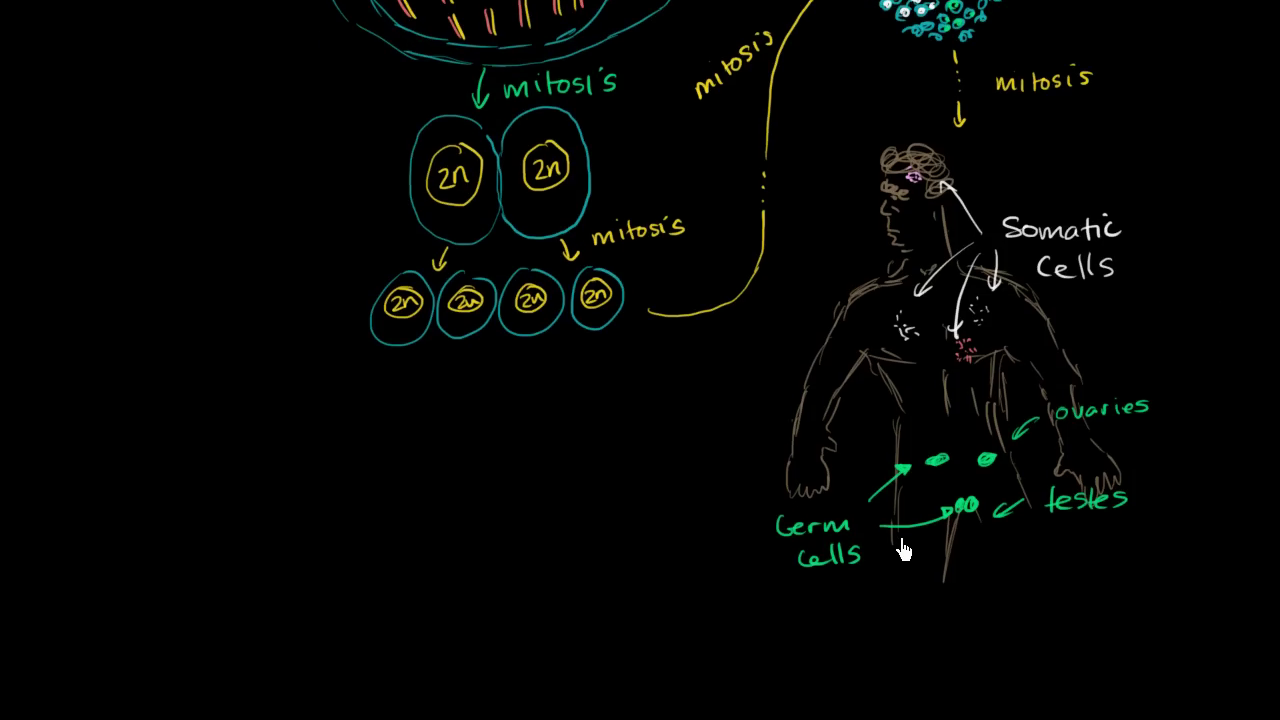 mitosis
mitosis
mitosis
2n
2n
mitosis
2n
2n
2n
2n
Somatic
Cells
ovaries
testes
Germ
Cells